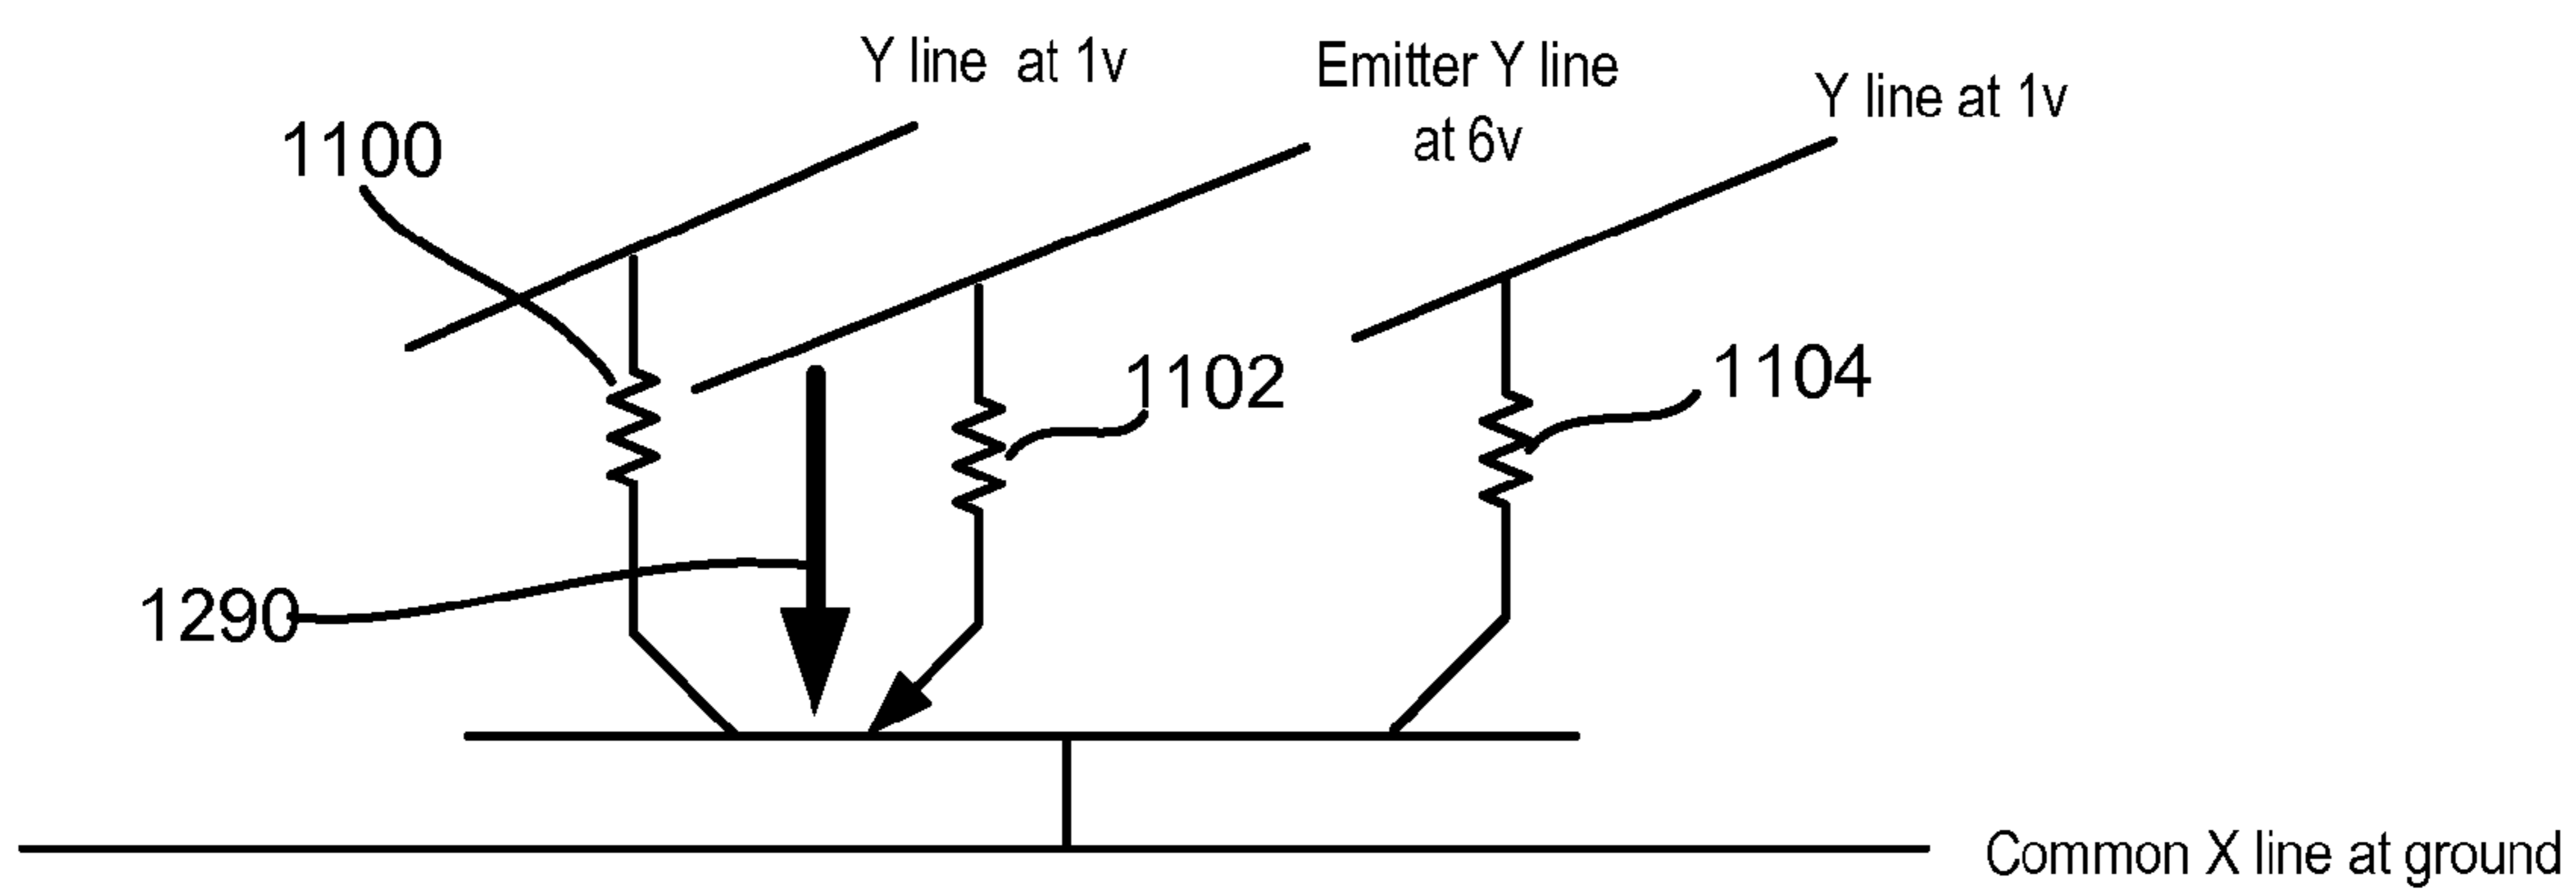 Y line at 1v
Emitter Y line
at 6v
Y line at 1v
1100
1102
1104
1290
Common X line at ground